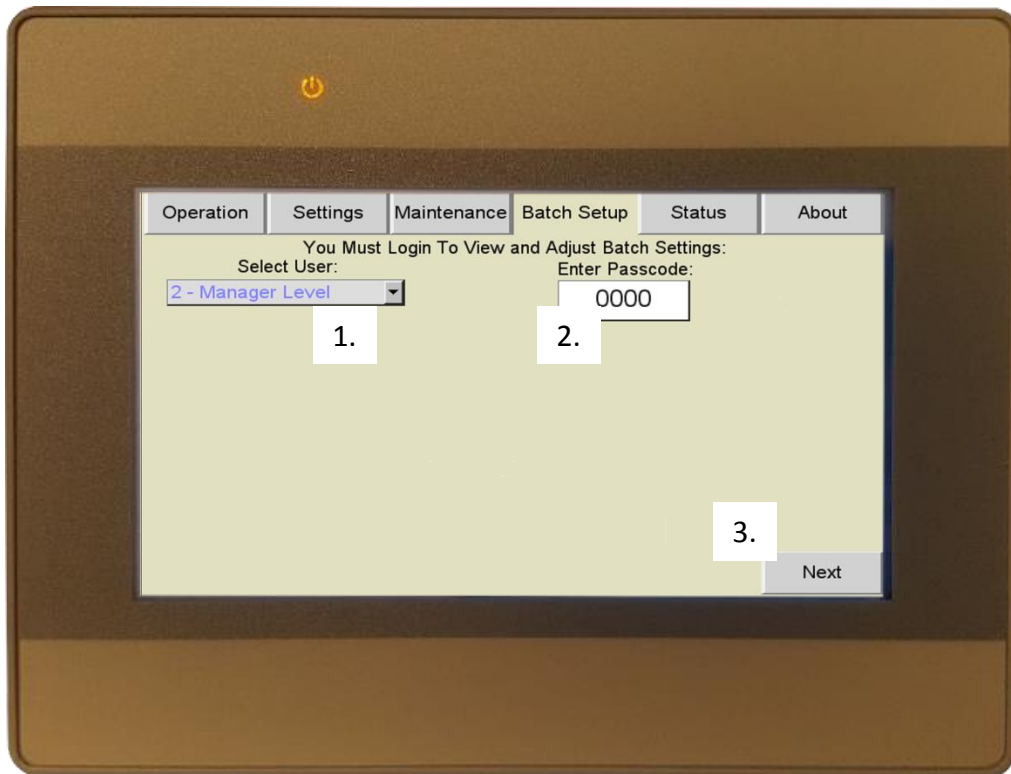 Operation Settings Maintenance Batch Setup Status About
You Must Login To View and Adjust Batch Settings:
Select User: Enter Passcode:
2 - Manager Level 0000
1. 2.
3.
Next